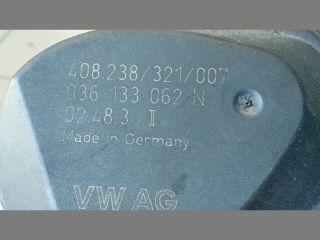 408.238/321/007
036 133 062 N
02.48.3 I
Made in Germany
VW AG